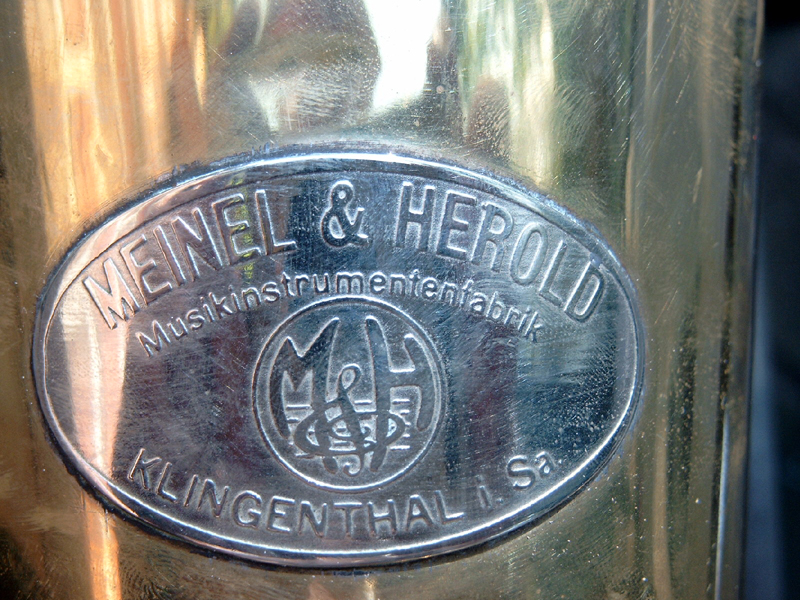 MEINEL & HEROLD
Musikinstrumentenfabrik
M & H
KLINGENTHAL i. Sa.